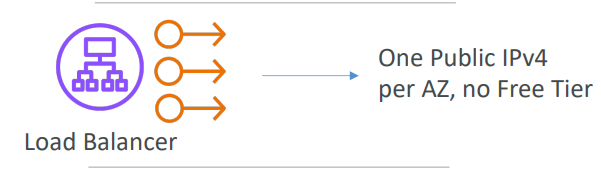 One Public IPv4
per AZ, no Free Tier
Load Balancer